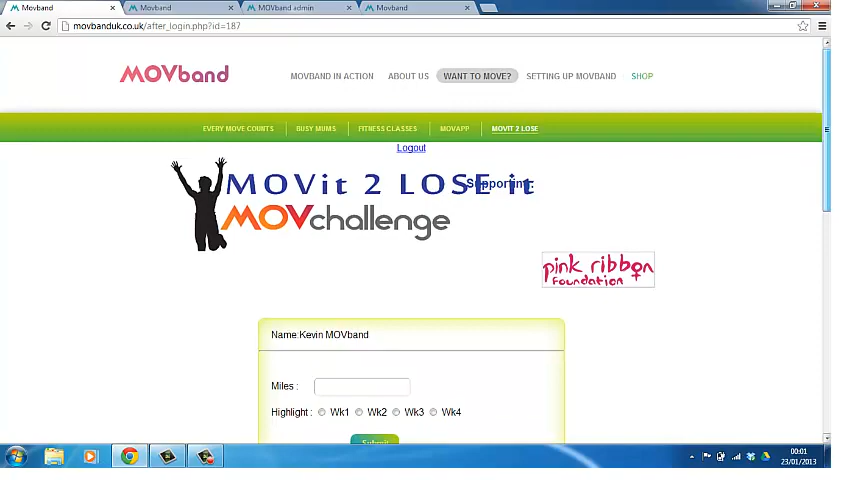 Movband
Movband
MOVband admin
Movband
movbanduk.co.uk/after_login.php?id=187
MOVband
MOVBAND IN ACTION
ABOUT US
WANT TO MOVE?
SETTING UP MOVBAND
SHOP
EVERY MOVE COUNTS
BUSY MUMS
FITNESS CLASSES
MOVAPP
MOVIT 2 LOSE
Logout
MOVit 2 LOSE it
Supporting:
MOVchallenge
pink ribbon
Foundation
Name:Kevin MOVband
Miles :
Highlight : Wk1 Wk2 Wk3 Wk4
Submit
00:01
23/01/2013